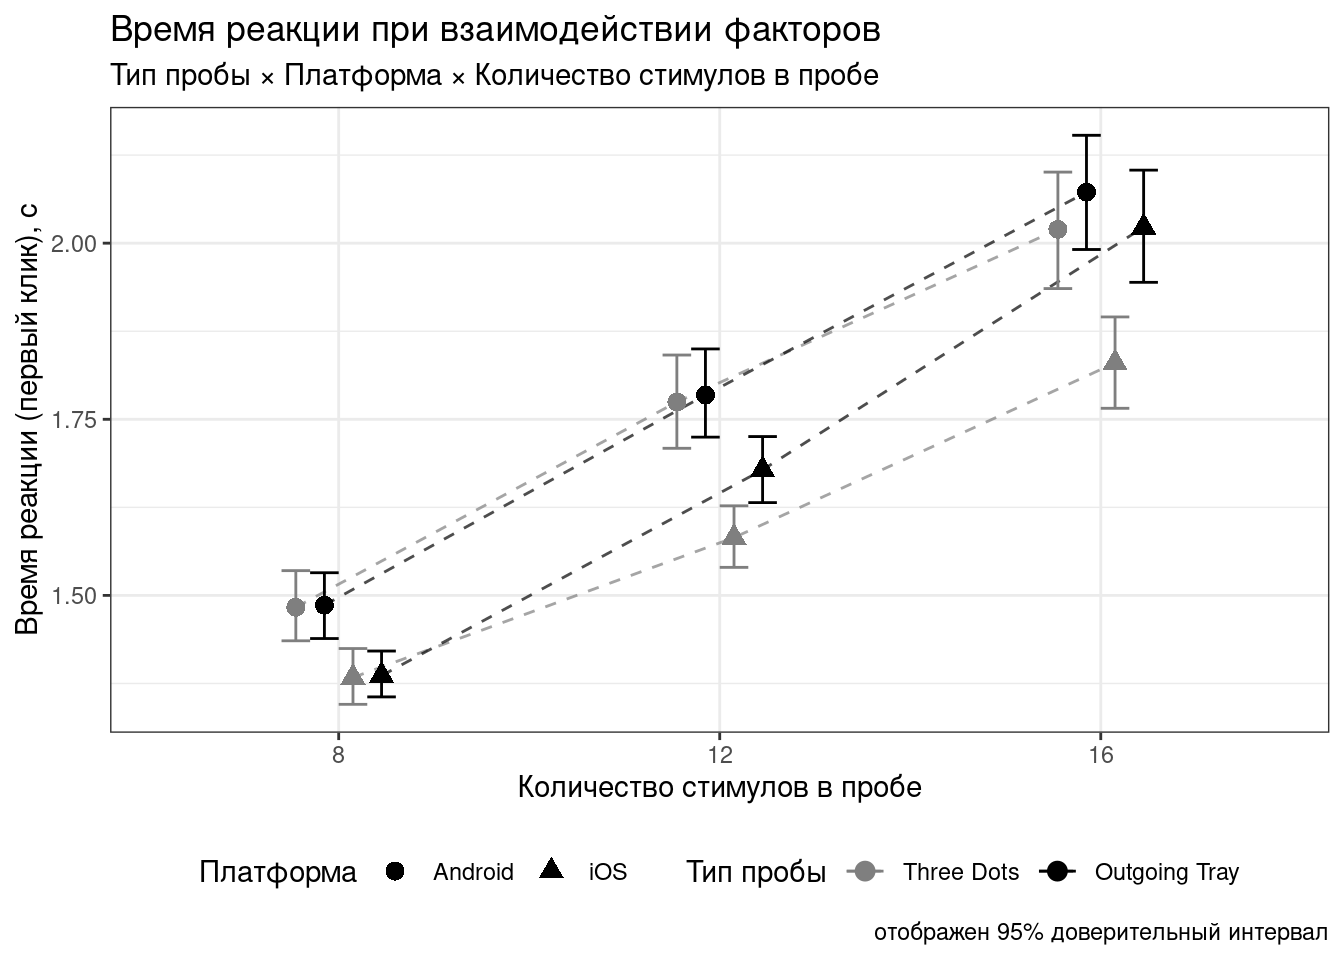 Время реакции при взаимодействии факторов
Тип пробы × Платформа × Количество стимулов в пробе
Время реакции (первый клик), с
2.00
1.75
1.50
8 12 16
Количество стимулов в пробе
Платформа Android iOS Тип пробы Three Dots Outgoing Tray
отображен 95% доверительный интервал